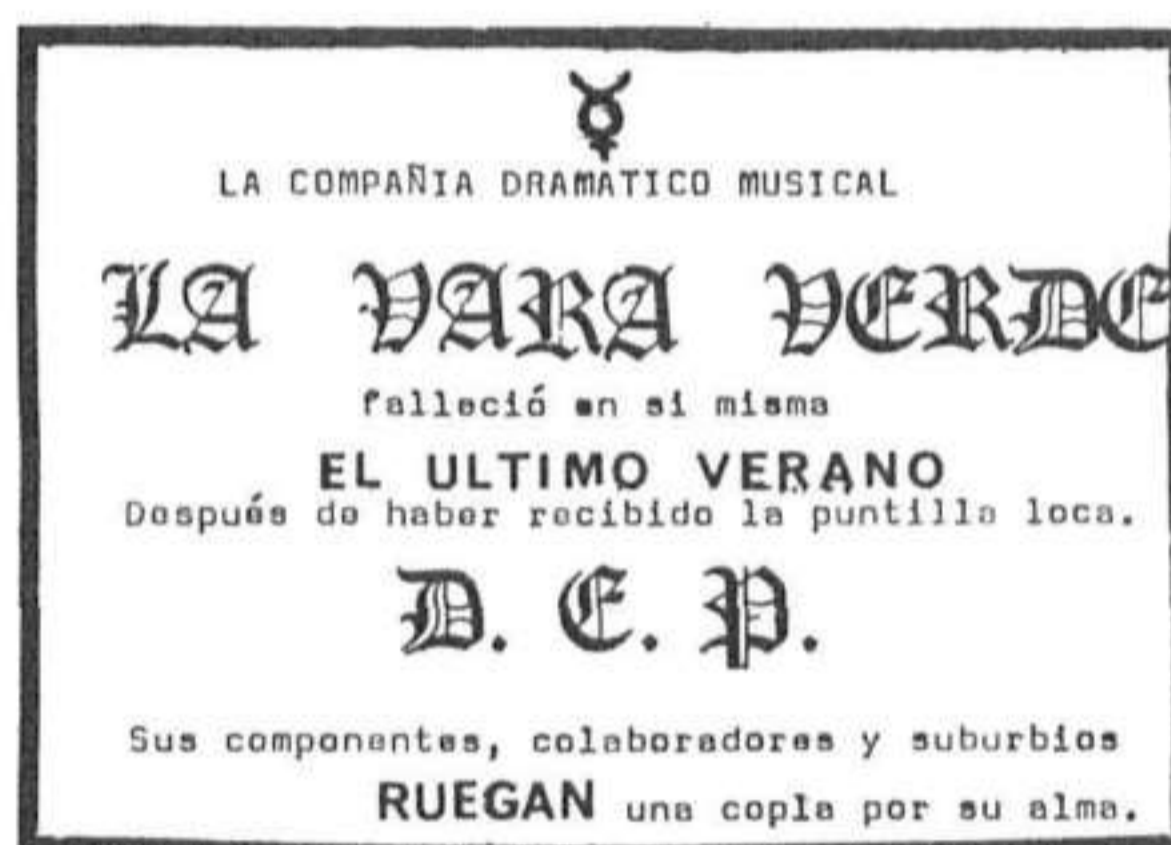 LA COMPAÑIA DRAMATICO MUSICAL
LA VARA VERDE
falleció en si misma
EL ULTIMO VERANO
Después de haber recibido la puntilla loca.
D. E. P.
Sus componentes, colaboradores y suburbios
RUEGAN una copla por su alma.